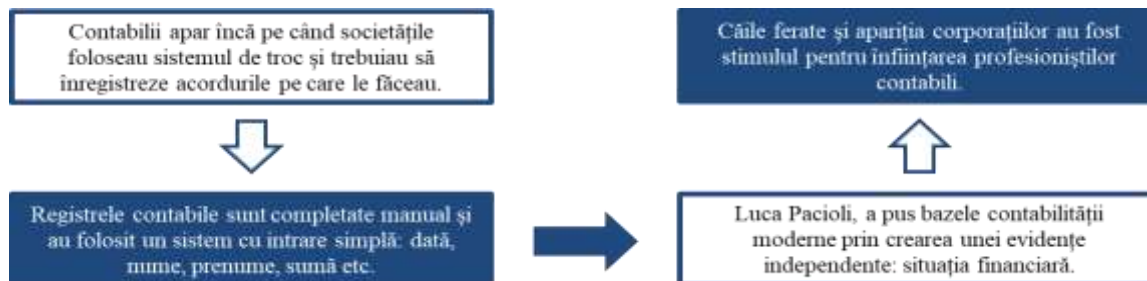 Contabilii apar încă pe când societățile
foloseau sistemul de troc și trebuiau să
înregistreze acordurile pe care le făceau.
Registrele contabile sunt completate manual și
au folosit un sistem cu intrare simplă: dată,
nume, prenume, sumă etc.
Luca Pacioli, a pus bazele contabilității
moderne prin crearea unei evidențe
independente: situația financiară.
Căile ferate și apariția corporațiilor au fost
stimulul pentru înființarea profesioniștilor
contabili.